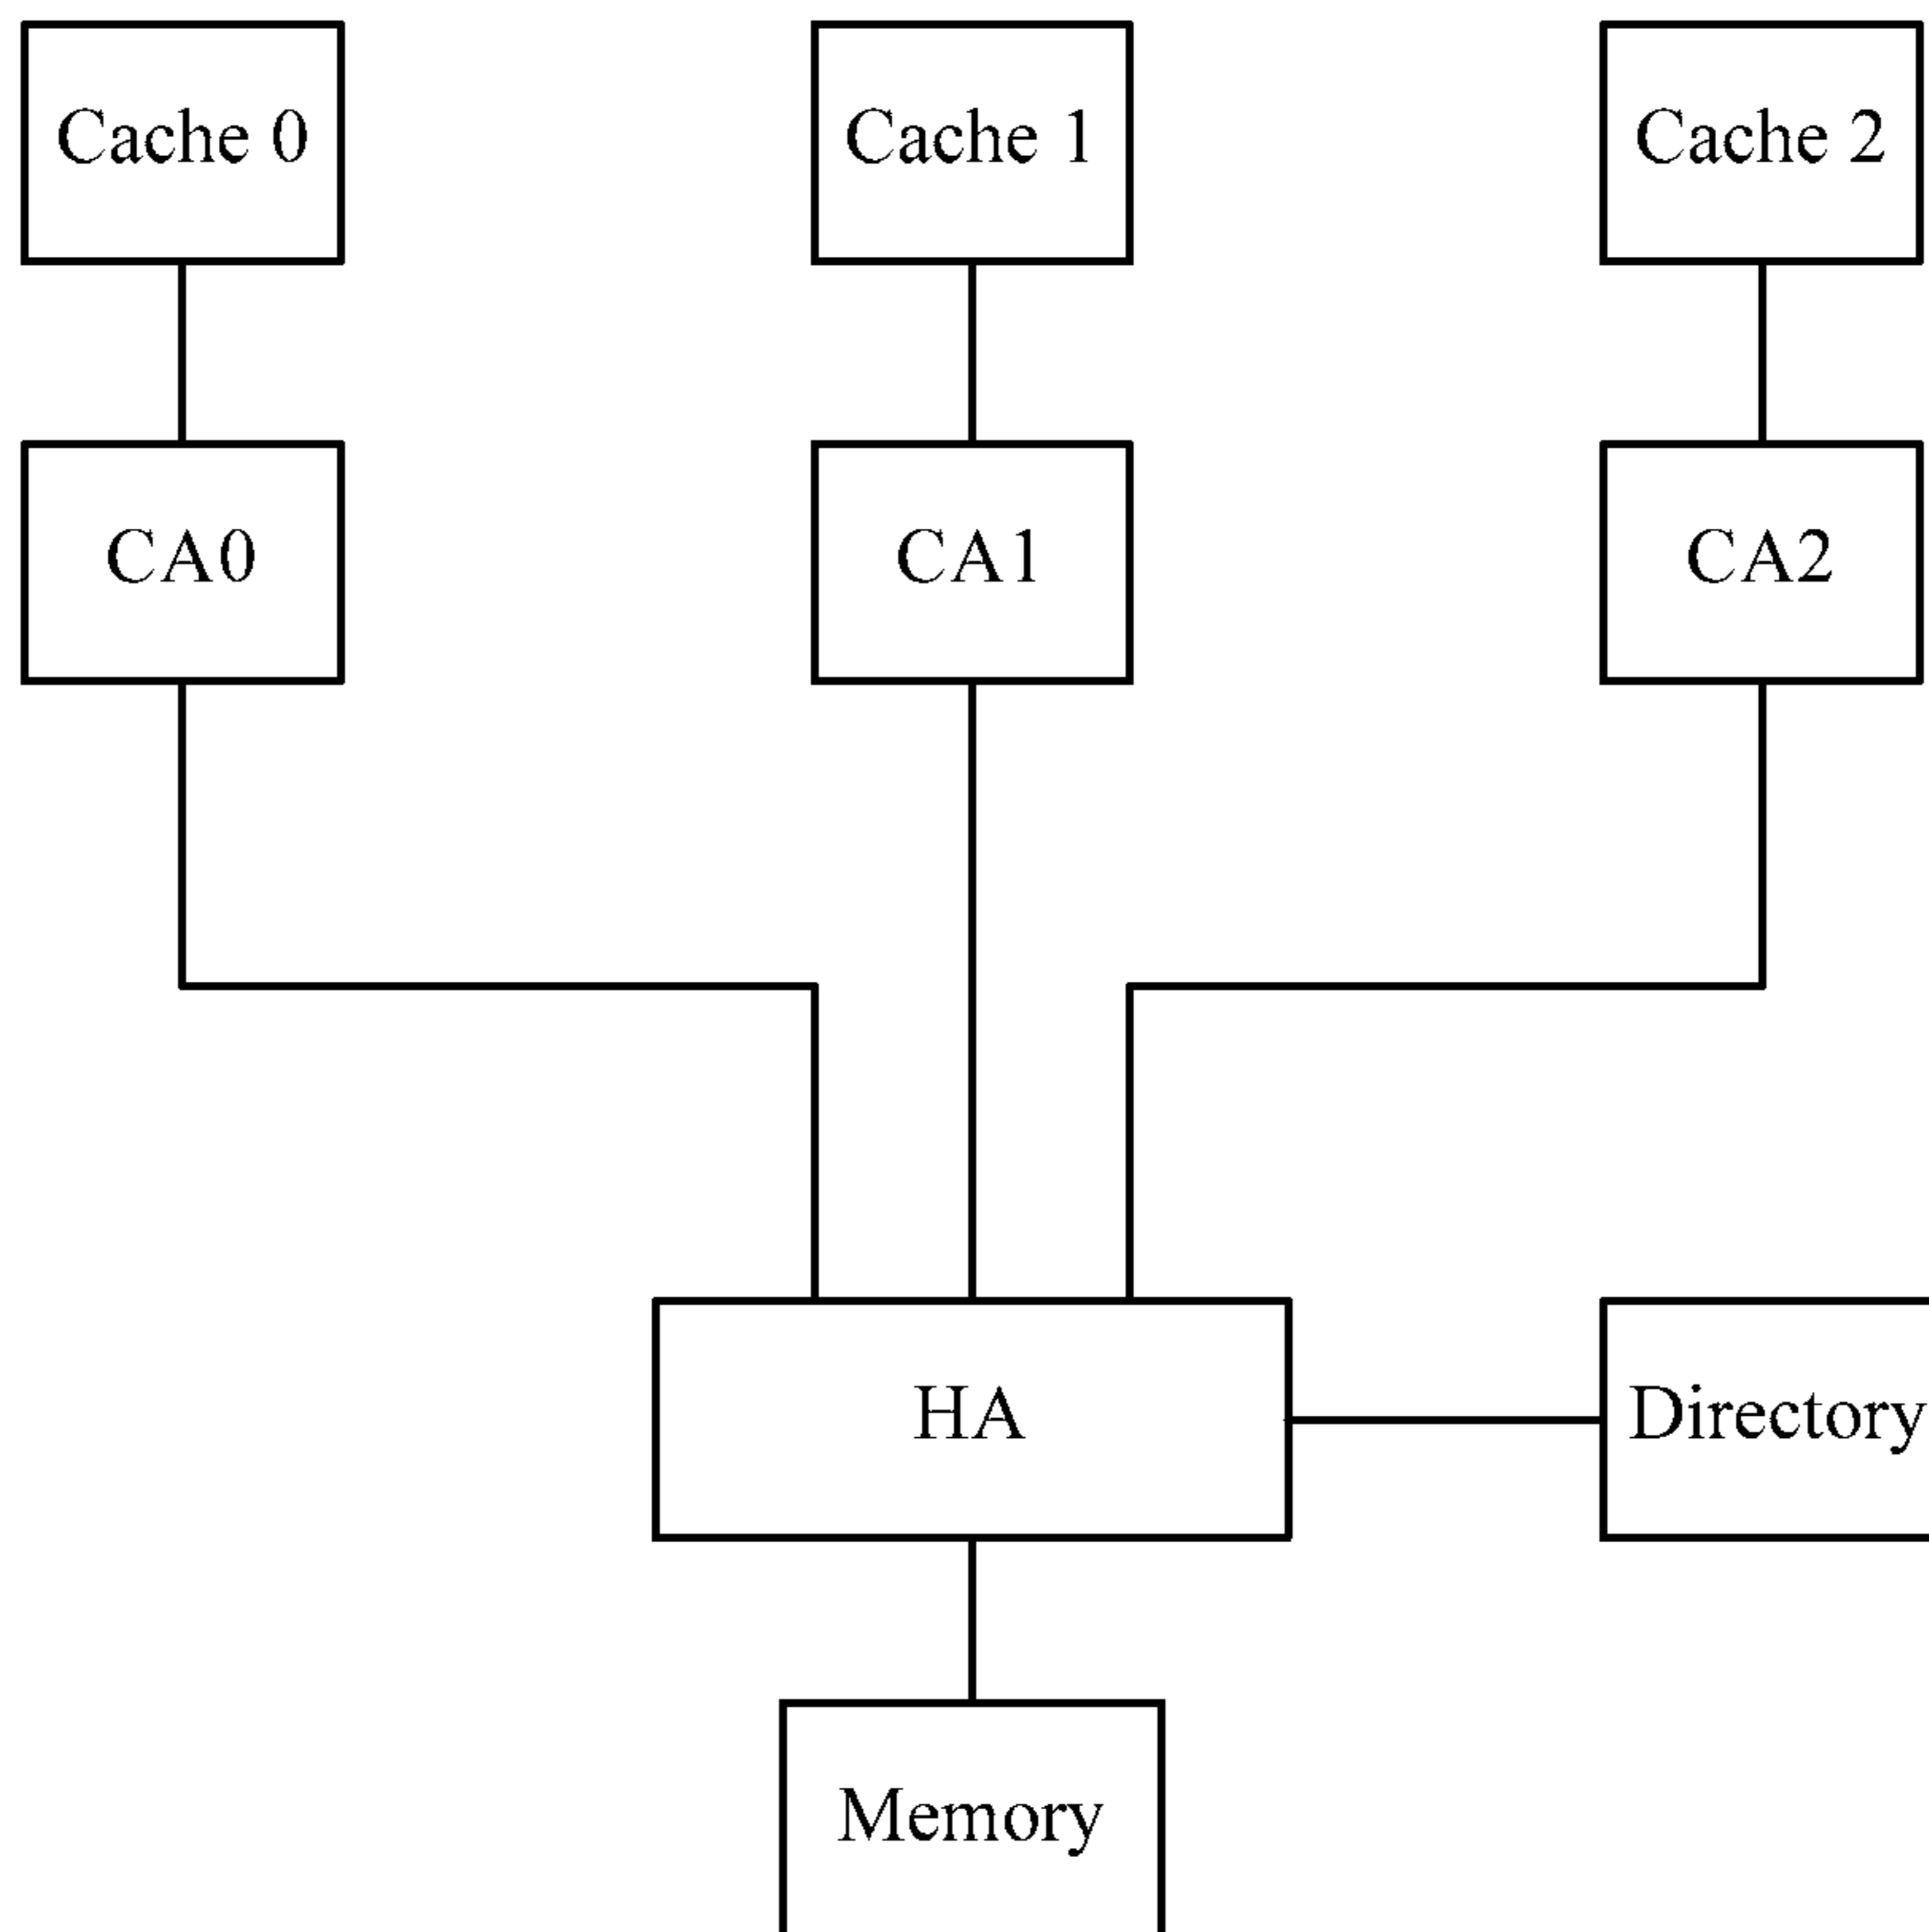 Cache 0
Cache 1
Cache 2
CA0
CA1
CA2
HA
Directory
Memory